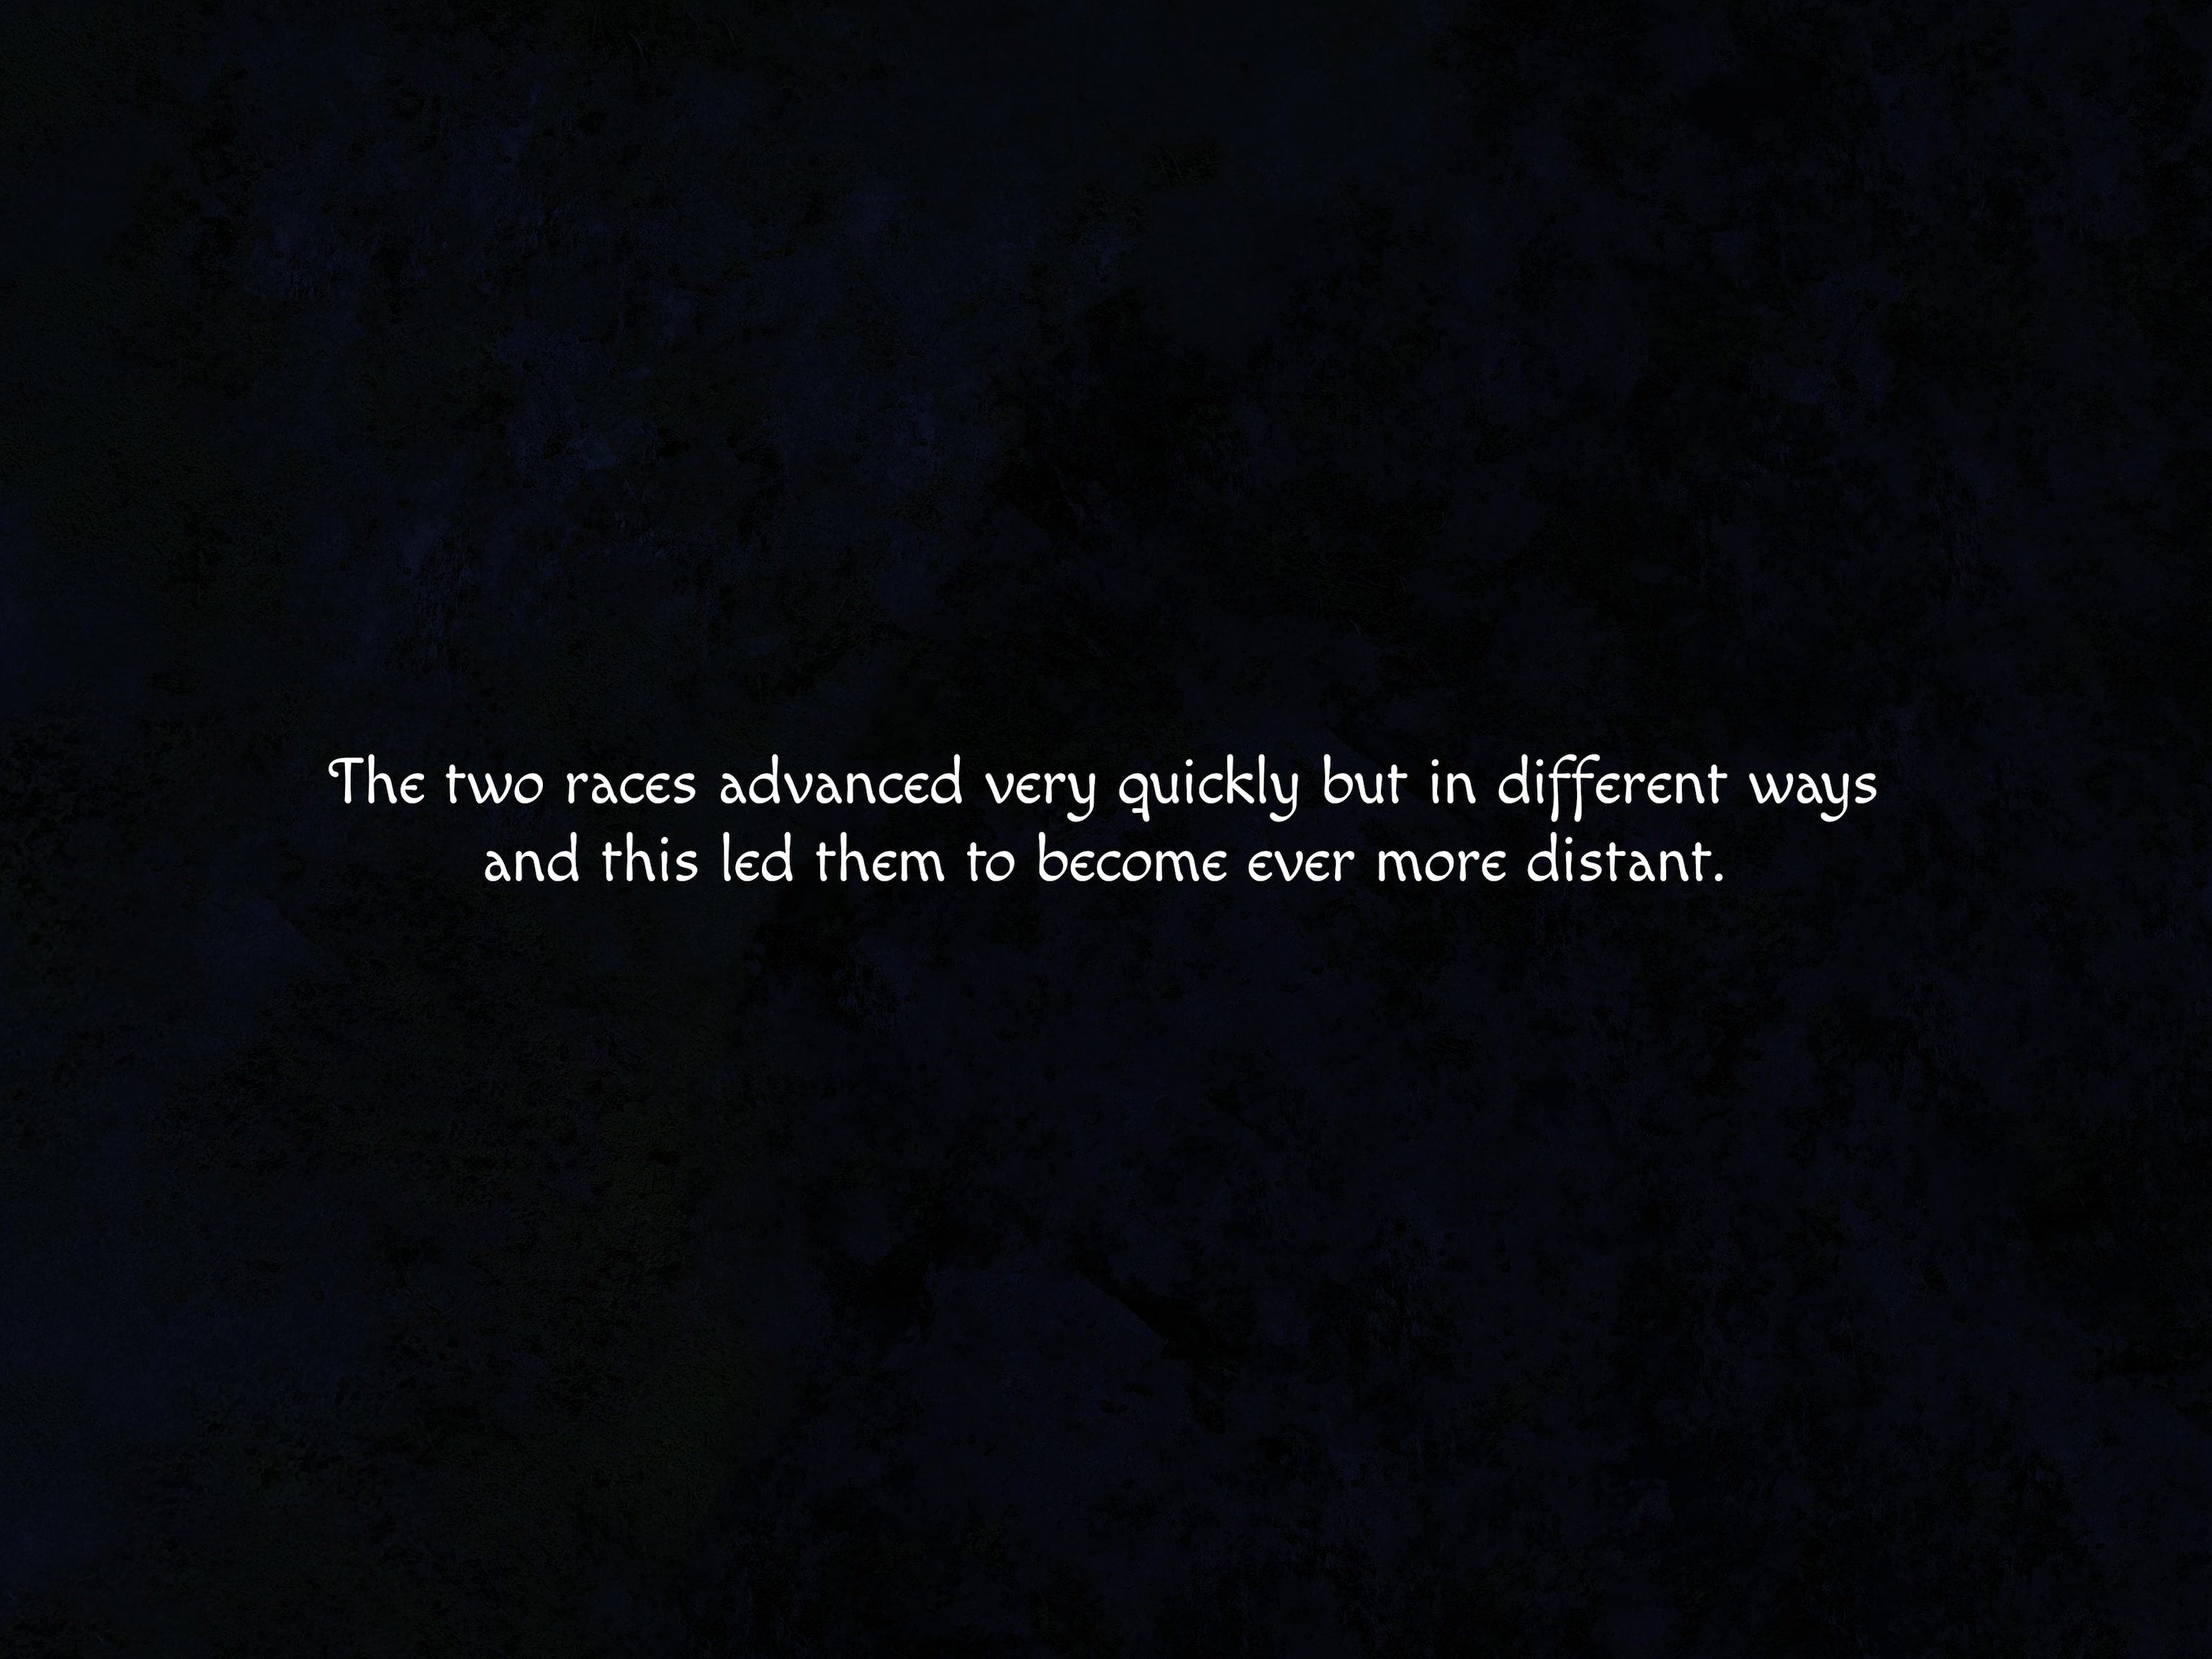 The two races advanced very quickly but in different ways
and this led them to become ever more distant.